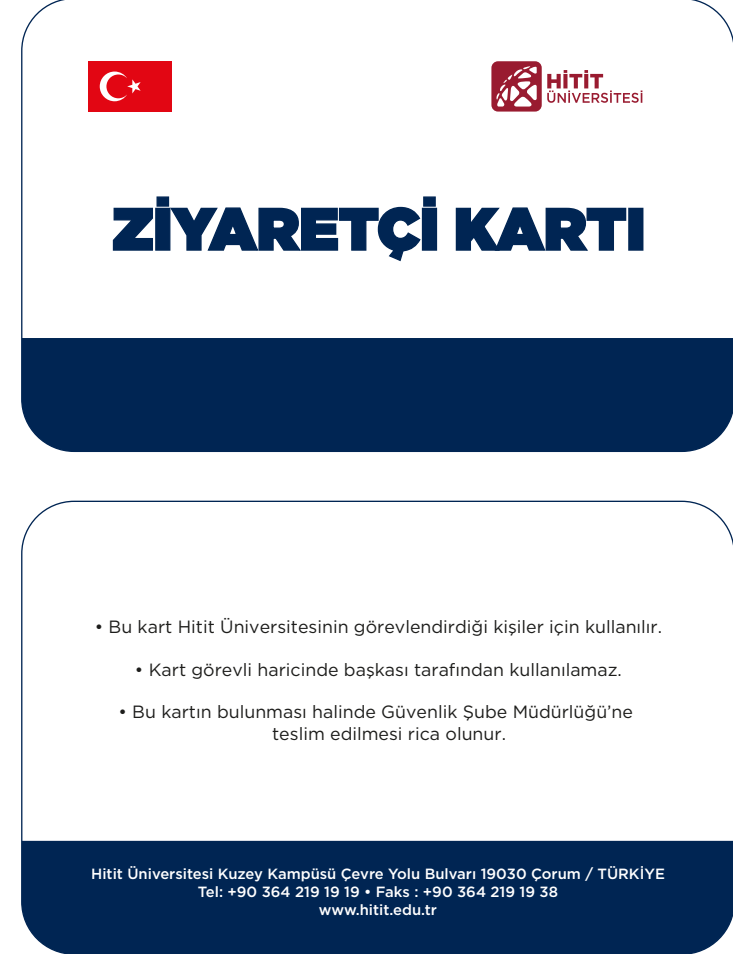 HİTİT
ÜNİVERSİTESİ
ZİYARETÇİ KARTI
• Bu kart Hitit Üniversitesinin görevlendirdiği kişiler için kullanılır.
• Kart görevli haricinde başkası tarafından kullanılamaz.
• Bu kartın bulunması halinde Güvenlik Şube Müdürlüğü’ne
teslim edilmesi rica olunur.
Hitit Üniversitesi Kuzey Kampüsü Çevre Yolu Bulvarı 19030 Çorum / TÜRKİYE
Tel: +90 364 219 19 19 • Faks : +90 364 219 19 38
www.hitit.edu.tr